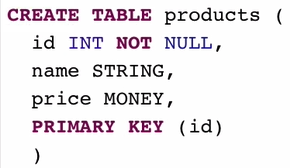 CREATE TABLE products (
id INT NOT NULL,
name STRING,
price MONEY,
PRIMARY KEY (id)
)